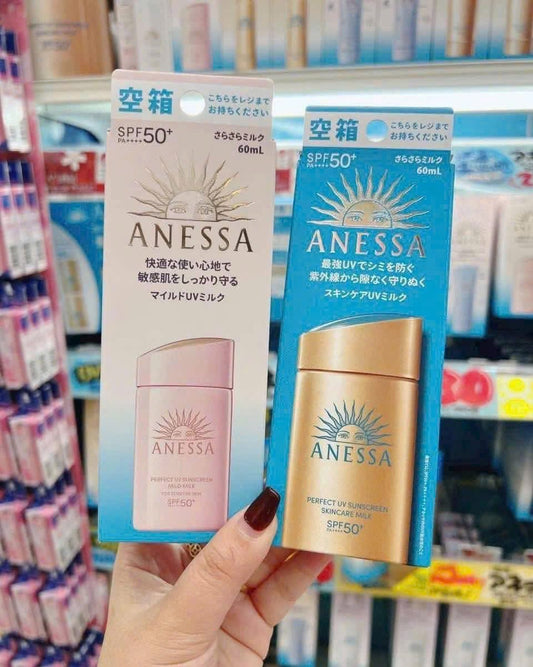 空箱
こちらをレジまで
お持ちください
SPF50+
PA++++
さらさらミルク
60mL
ANESSA
快適な使い心地で
敏感肌をしっかり守る
マイルドUVミルク
ANESSA
PERFECT UV SUNSCREEN
MILD MILK
FOR SENSITIVE SKIN
SPF50+
PA++++
空箱
こちらをレジまで
お持ちください
SPF50+
PA++++
さらさらミルク
60mL
ANESSA
最強UVでシミを防ぐ
紫外線から隙なく守りぬく
スキンケアUVミルク
ANESSA
PERFECT UV SUNSCREEN
SKINCARE MILK
SPF50+
PA++++